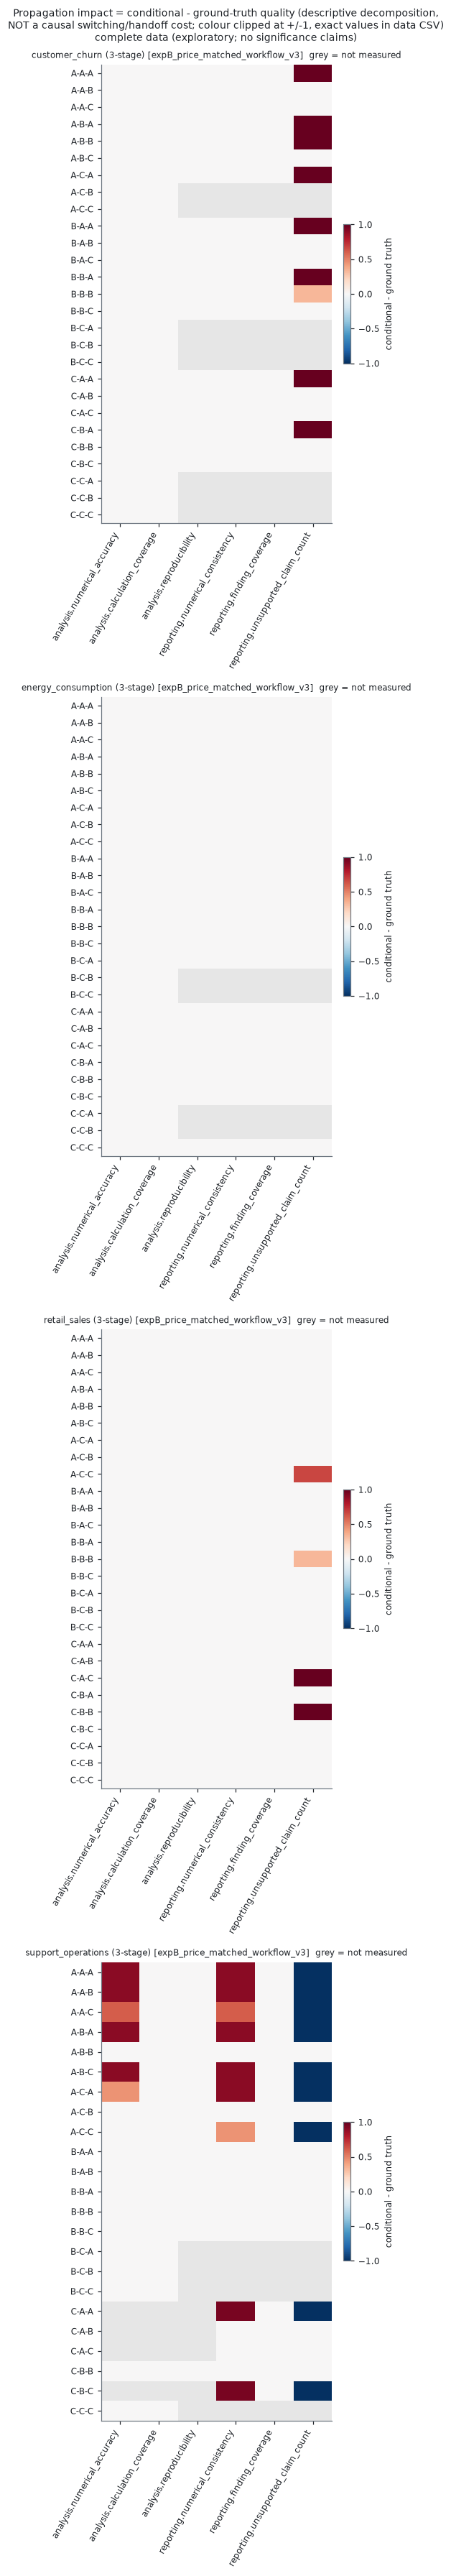 Propagation impact = conditional - ground-truth quality (descriptive decomposition,
NOT a causal switching/handoff cost; colour clipped at +/-1, exact values in data CSV)
complete data (exploratory; no significance claims)
customer_churn (3-stage) [expB_price_matched_workflow_v3]  grey = not measured
A-A-A
A-A-B
A-A-C
A-B-A
A-B-B
A-B-C
A-C-A
A-C-B
A-C-C
B-A-A
B-A-B
B-A-C
B-B-A
B-B-B
B-B-C
B-C-A
B-C-B
B-C-C
C-A-A
C-A-B
C-A-C
C-B-A
C-B-B
C-B-C
C-C-A
C-C-B
C-C-C
analysis.numerical_accuracy
analysis.calculation_coverage
analysis.reproducibility
reporting.numerical_consistency
reporting.finding_coverage
reporting.unsupported_claim_count
1.0
0.5
0.0
−0.5
−1.0
conditional - ground truth
energy_consumption (3-stage) [expB_price_matched_workflow_v3]  grey = not measured
A-A-A
A-A-B
A-A-C
A-B-A
A-B-B
A-B-C
A-C-A
A-C-B
A-C-C
B-A-A
B-A-B
B-A-C
B-B-A
B-B-B
B-B-C
B-C-A
B-C-B
B-C-C
C-A-A
C-A-B
C-A-C
C-B-A
C-B-B
C-B-C
C-C-A
C-C-B
C-C-C
analysis.numerical_accuracy
analysis.calculation_coverage
analysis.reproducibility
reporting.numerical_consistency
reporting.finding_coverage
reporting.unsupported_claim_count
1.0
0.5
0.0
−0.5
−1.0
conditional - ground truth
retail_sales (3-stage) [expB_price_matched_workflow_v3]  grey = not measured
A-A-A
A-A-B
A-A-C
A-B-A
A-B-B
A-B-C
A-C-A
A-C-B
A-C-C
B-A-A
B-A-B
B-A-C
B-B-A
B-B-B
B-B-C
B-C-A
B-C-B
B-C-C
C-A-A
C-A-B
C-A-C
C-B-A
C-B-B
C-B-C
C-C-A
C-C-B
C-C-C
analysis.numerical_accuracy
analysis.calculation_coverage
analysis.reproducibility
reporting.numerical_consistency
reporting.finding_coverage
reporting.unsupported_claim_count
1.0
0.5
0.0
−0.5
−1.0
conditional - ground truth
support_operations (3-stage) [expB_price_matched_workflow_v3]  grey = not measured
A-A-A
A-A-B
A-A-C
A-B-A
A-B-B
A-B-C
A-C-A
A-C-B
A-C-C
B-A-A
B-A-B
B-B-A
B-B-B
B-B-C
B-C-A
B-C-B
B-C-C
C-A-A
C-A-B
C-A-C
C-B-B
C-B-C
C-C-C
analysis.numerical_accuracy
analysis.calculation_coverage
analysis.reproducibility
reporting.numerical_consistency
reporting.finding_coverage
reporting.unsupported_claim_count
1.0
0.5
0.0
−0.5
−1.0
conditional - ground truth